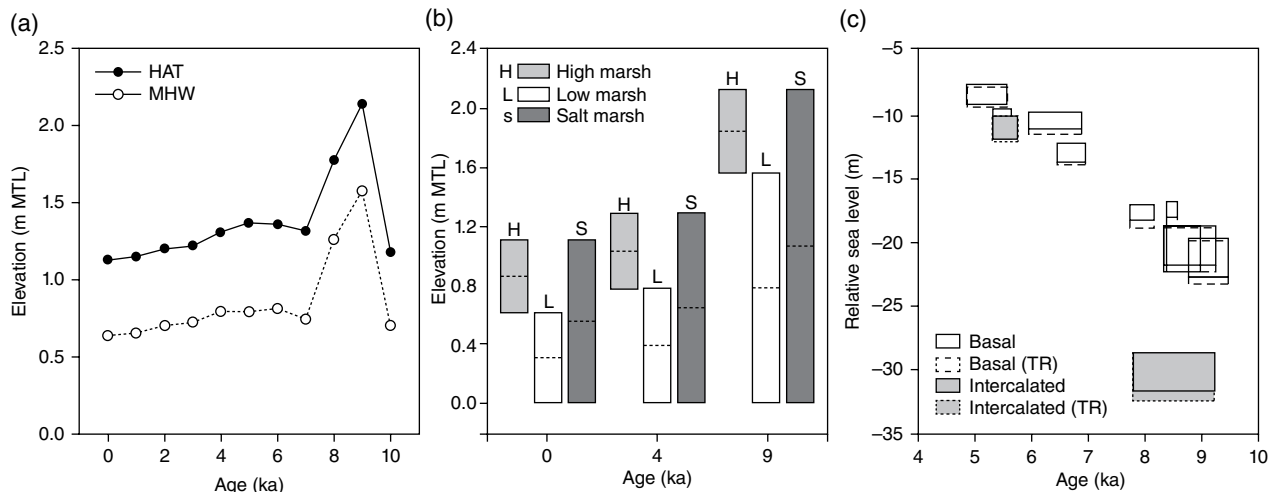 (a)
HAT
MHW
Elevation (m MTL)
2.5
2.0
1.5
1.0
0.5
0.0
0 2 4 6 8 10
Age (ka)
(b)
H High marsh
L Low marsh
s Salt marsh
Elevation (m MTL)
2.4
2.0
1.6
1.2
0.8
0.4
0.0
H L S
H L S
H L S
0 4 9
Age (ka)
(c)
Relative sea level (m)
–5
–10
–15
–20
–25
–30
–35
Basal
Basal (TR)
Intercalated
Intercalated (TR)
4 5 6 7 8 9 10
Age (ka)